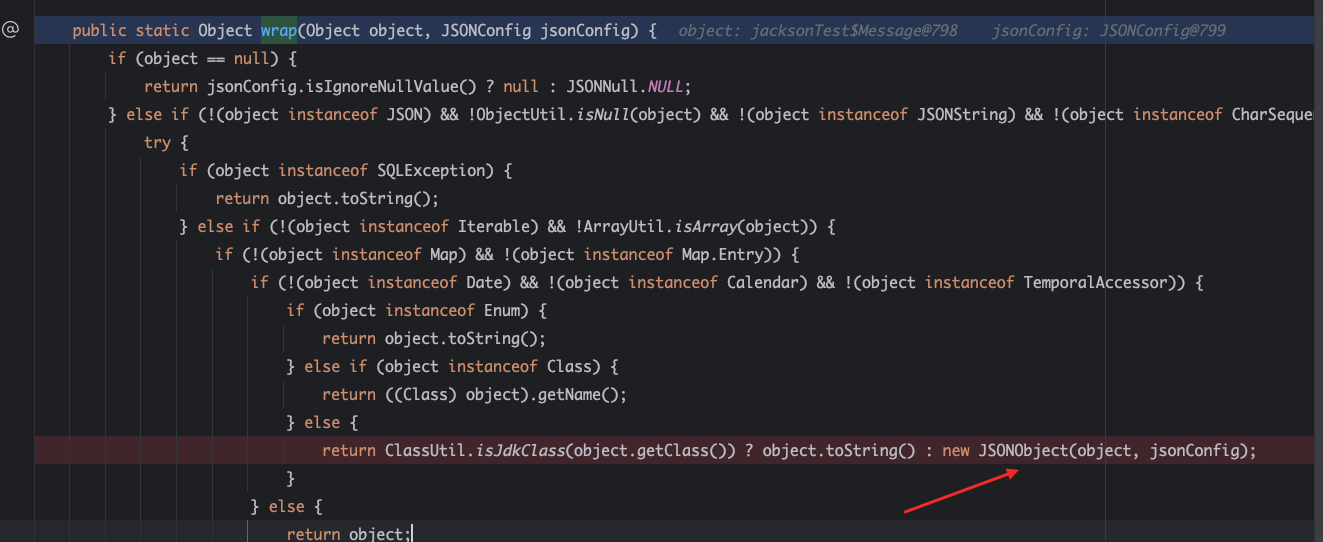 public static Object wrap(Object object, JSONConfig jsonConfig) { object: jacksonTest$Message@798 jsonConfig: JSONConfig@799
if (object == null) {
return jsonConfig.isIgnoreNullValue() ? null : JSONNull.NULL;
} else if (!(object instanceof JSON) && !ObjectUtil.isNull(object) && !(object instanceof JSONString) && !(object instanceof CharSeque
try {
if (object instanceof SQLException) {
return object.toString();
} else if (!(object instanceof Iterable) && !ArrayUtil.isArray(object)) {
if (!(object instanceof Map) && !(object instanceof Map.Entry)) {
if (!(object instanceof Date) && !(object instanceof Calendar) && !(object instanceof TemporalAccessor)) {
if (object instanceof Enum) {
return object.toString();
} else if (object instanceof Class) {
return ((Class) object).getName();
} else {
return ClassUtil.isJdkClass(object.getClass()) ? object.toString() : new JSONObject(object, jsonConfig);
}
} else {
return object;